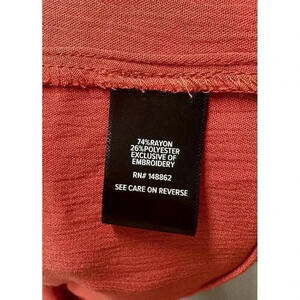 74%RAYON
26%POLYESTER
EXCLUSIVE OF
EMBROIDERY
RN# 148862
SEE CARE ON REVERSE